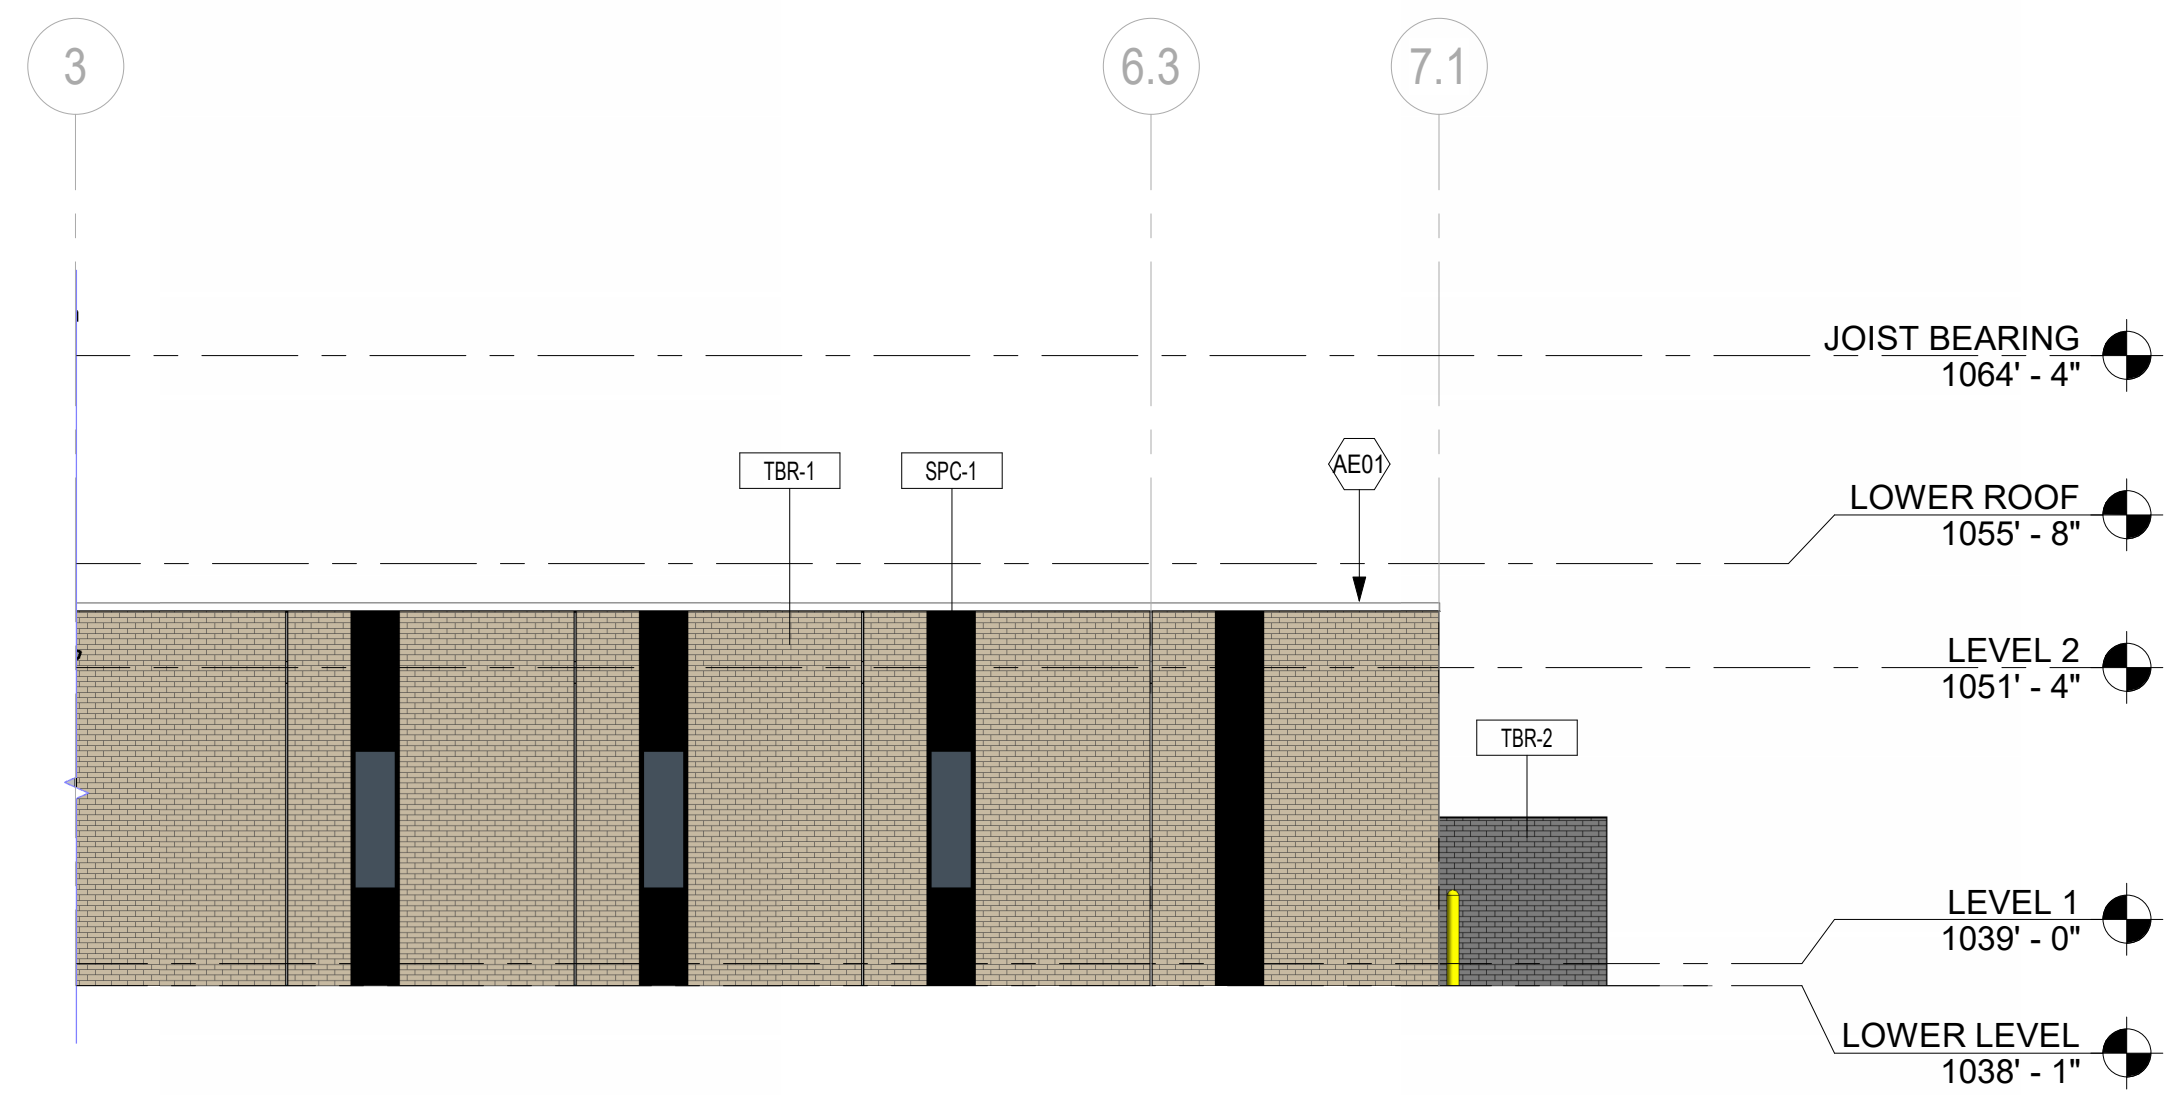 3
6.3
7.1
JOIST BEARING
1064' - 4"
TBR-1
SPC-1
AE01
LOWER ROOF
1055' - 8"
LEVEL 2
1051' - 4"
TBR-2
LEVEL 1
1039' - 0"
LOWER LEVEL
1038' - 1"